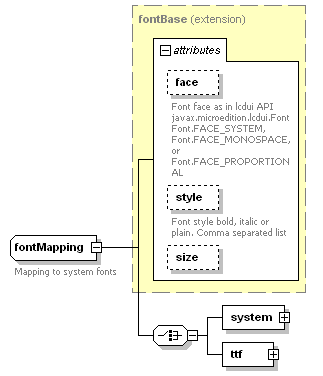 fontBase (extension)
attributes
face
Font face as in lcdui API
javax.microedition.lcdui.Font
Font.FACE_SYSTEM,
Font.FACE_MONOSPACE,
or
Font.FACE_PROPORTION
AL
style
Font style bold, italic or
plain. Comma separated list
size
fontMapping
Mapping to system fonts
system
ttf